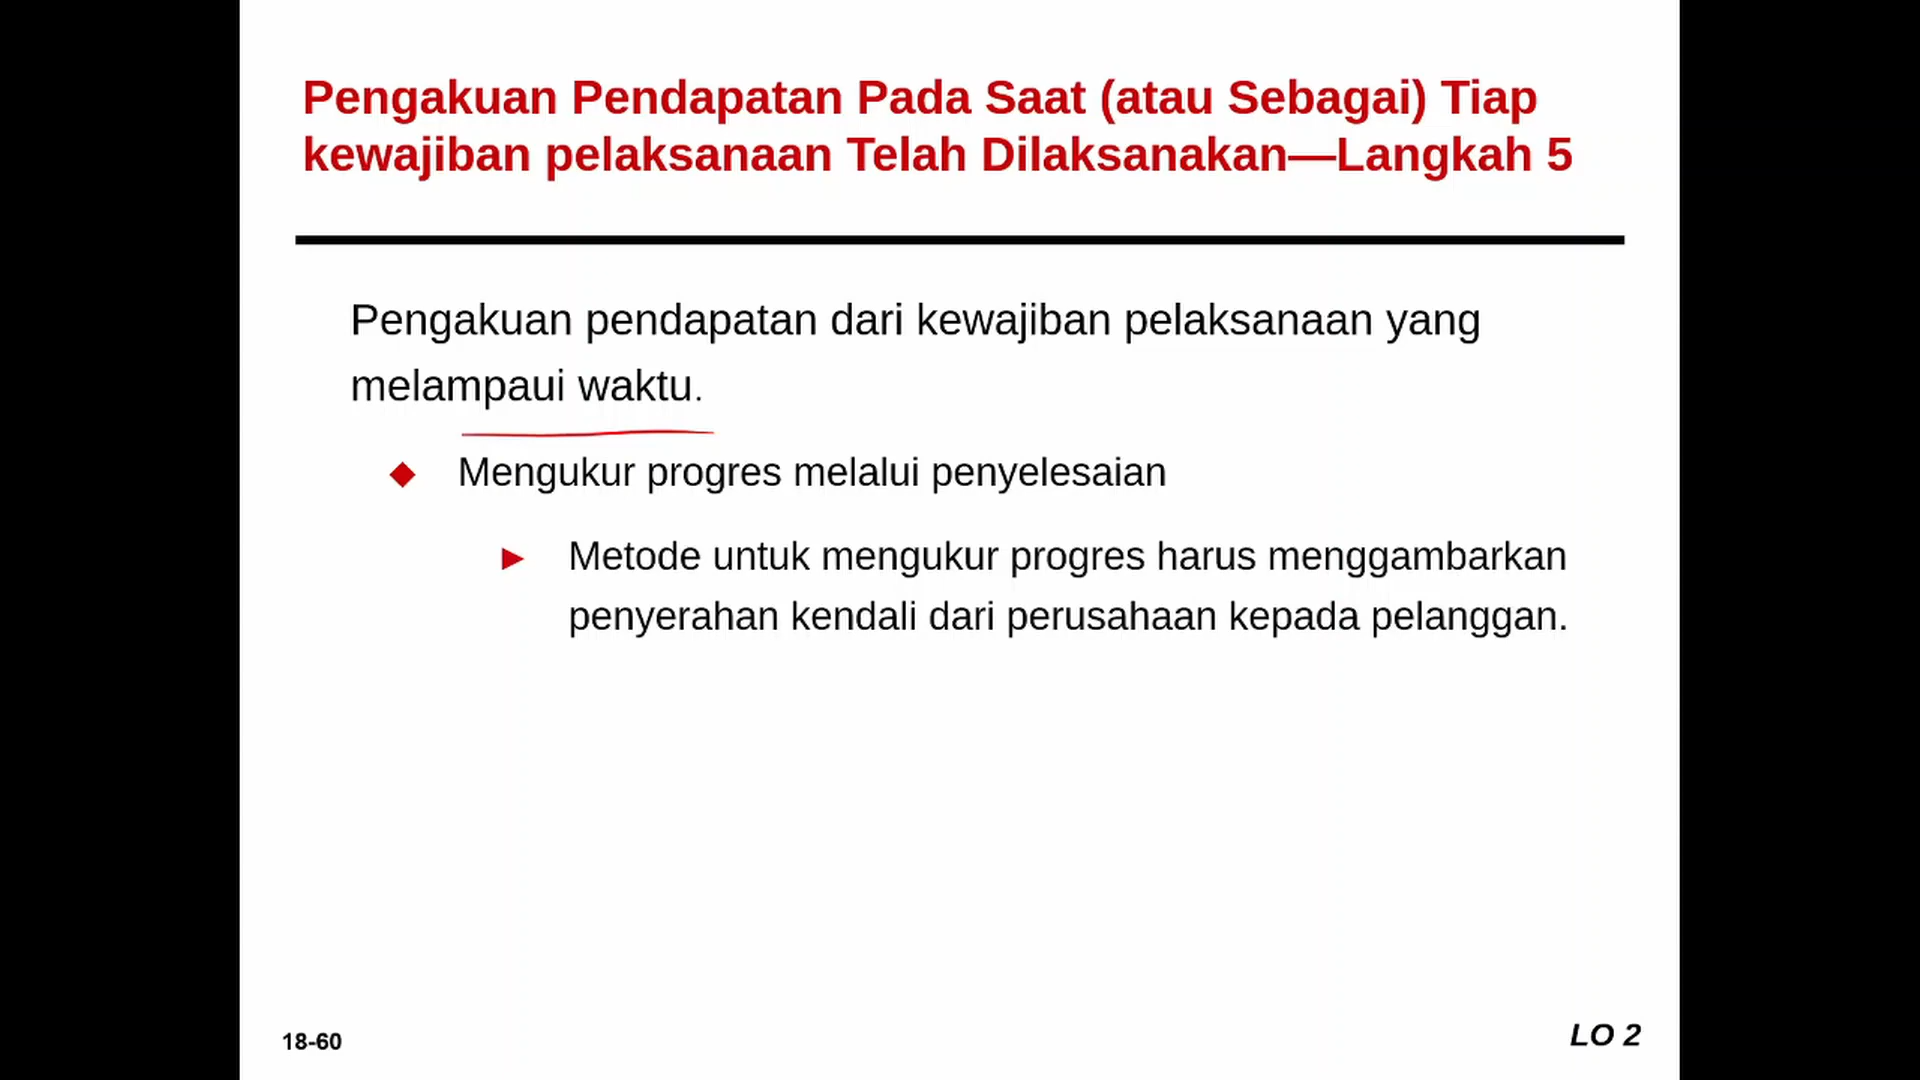 Pengakuan Pendapatan Pada Saat (atau Sebagai) Tiap
kewajiban pelaksanaan Telah Dilaksanakan—Langkah 5
Pengakuan pendapatan dari kewajiban pelaksanaan yang
melampaui waktu.
Mengukur progres melalui penyelesaian
Metode untuk mengukur progres harus menggambarkan
penyerahan kendali dari perusahaan kepada pelanggan.
18-60
LO 2